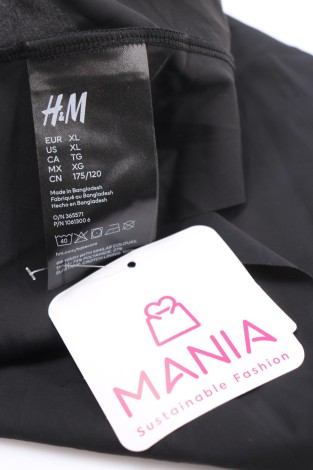 H&M
EUR XL
US XL
CA TG
MX XG
CN 175/120
Made in Bangladesh
Fabriqué au Bangladesh
Hecho en Bangladesh
O/N 365571
P/N 1061300 6
40
MANIA
Sustainable Fashion